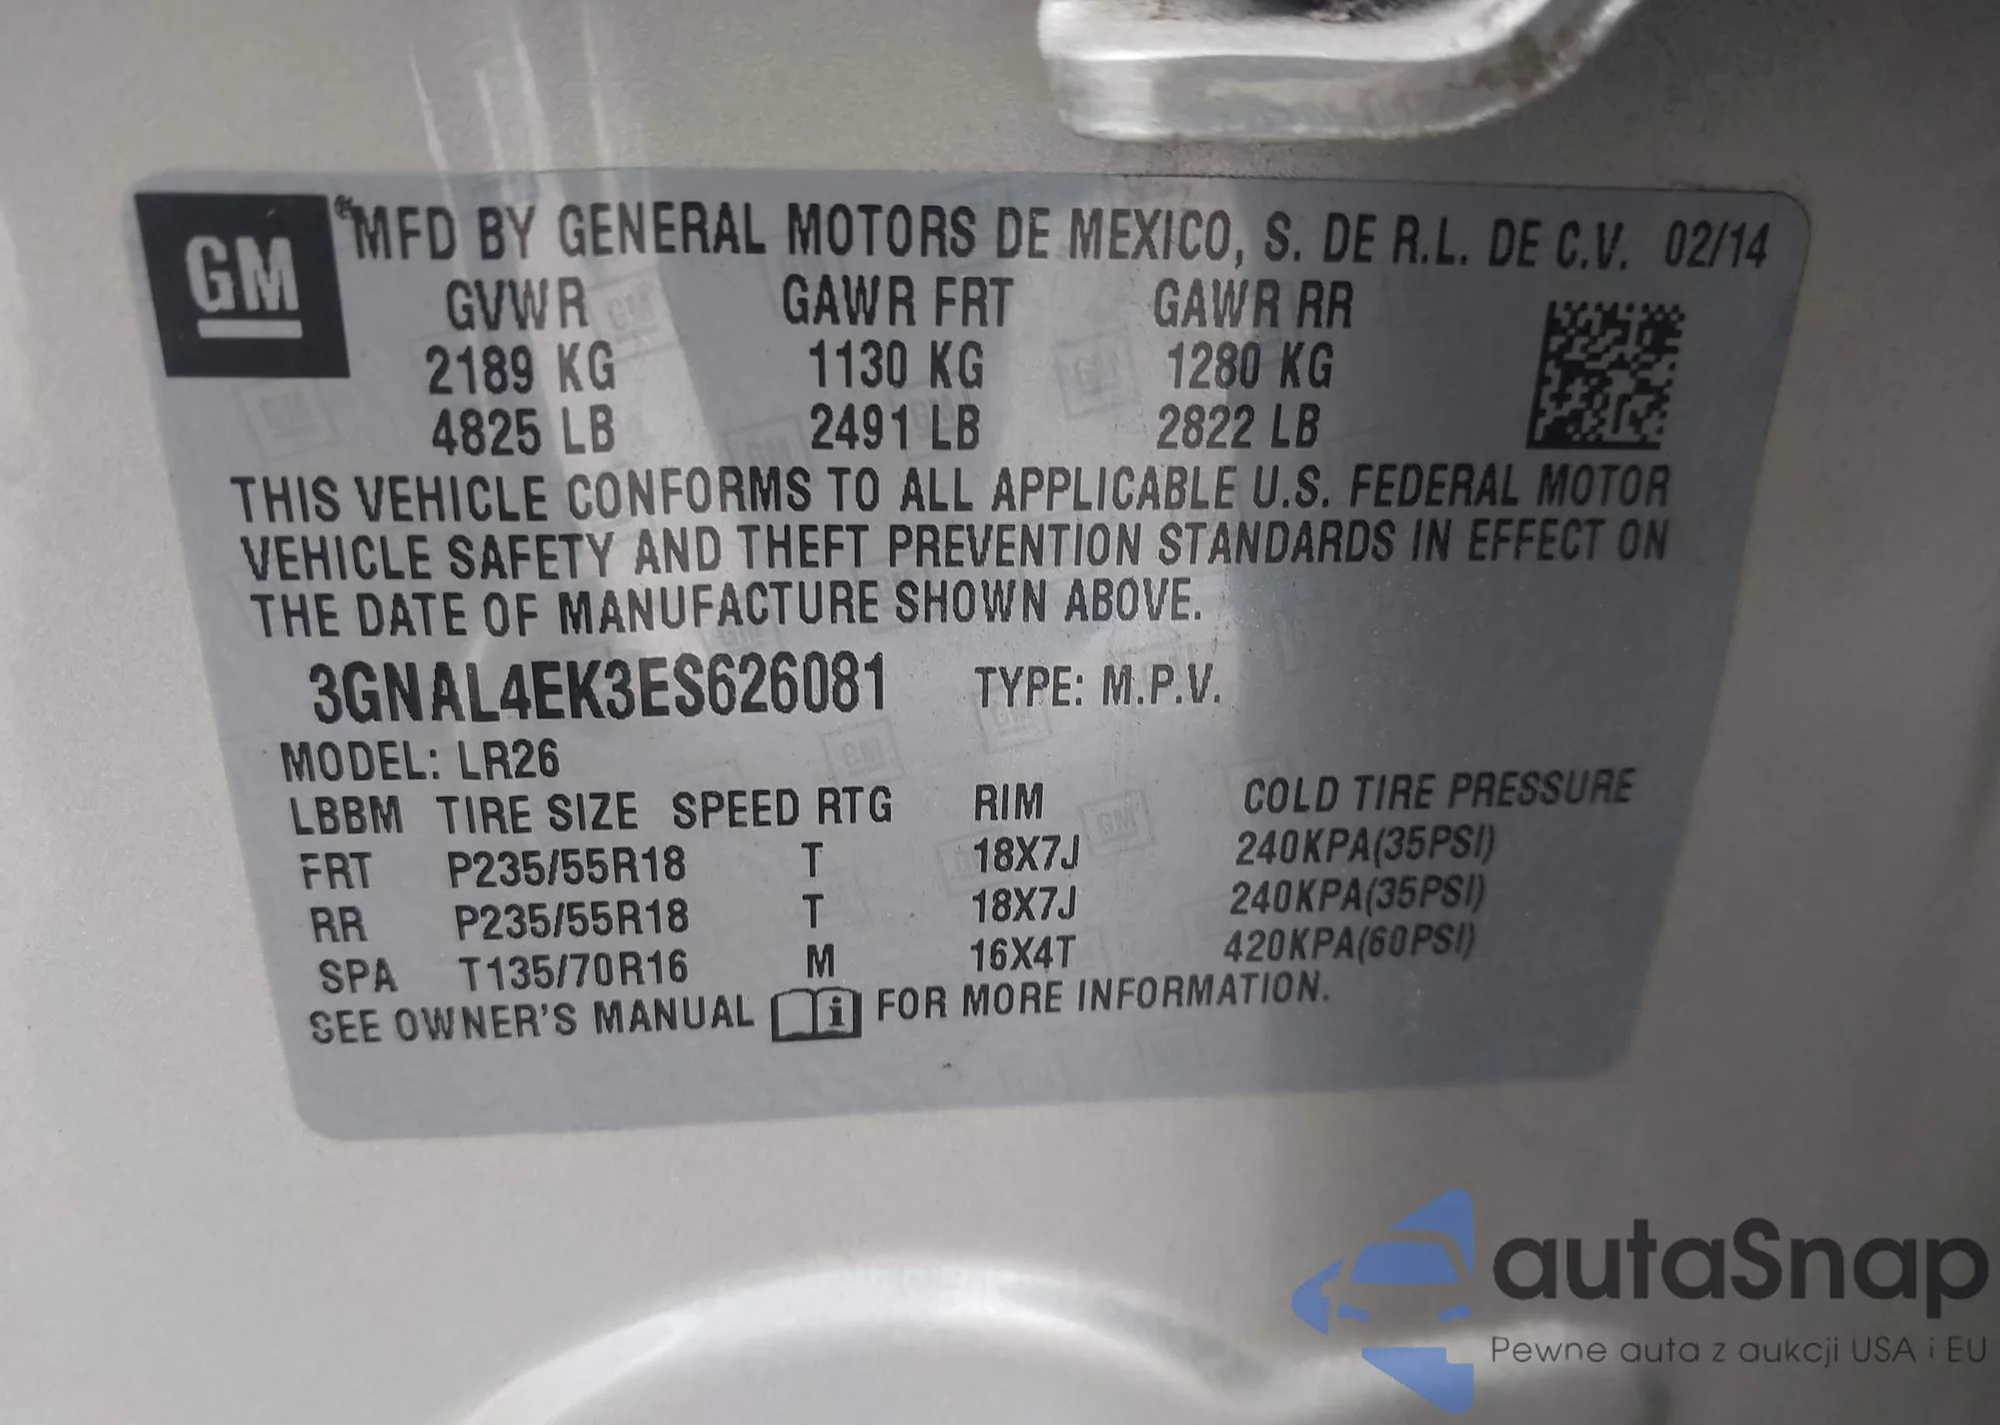 GM
MFD BY GENERAL MOTORS DE MEXICO, S. DE R.L. DE C.V. 02/14
GVWR GAWR FRT GAWR RR
2189 KG 1130 KG 1280 KG
4825 LB 2491 LB 2822 LB
THIS VEHICLE CONFORMS TO ALL APPLICABLE U.S. FEDERAL MOTOR
VEHICLE SAFETY AND THEFT PREVENTION STANDARDS IN EFFECT ON
THE DATE OF MANUFACTURE SHOWN ABOVE.
3GNAL4EK3ES626081 TYPE: M.P.V.
MODEL: LR26
LBBM TIRE SIZE SPEED RTG RIM COLD TIRE PRESSURE
FRT P235/55R18 T 18X7J 240KPA(35PSI)
RR P235/55R18 T 18X7J 240KPA(35PSI)
SPA T135/70R16 M 16X4T 420KPA(60PSI)
SEE OWNER'S MANUAL i FOR MORE INFORMATION.
autaSnap
Pewne auta z aukcji USA i EU